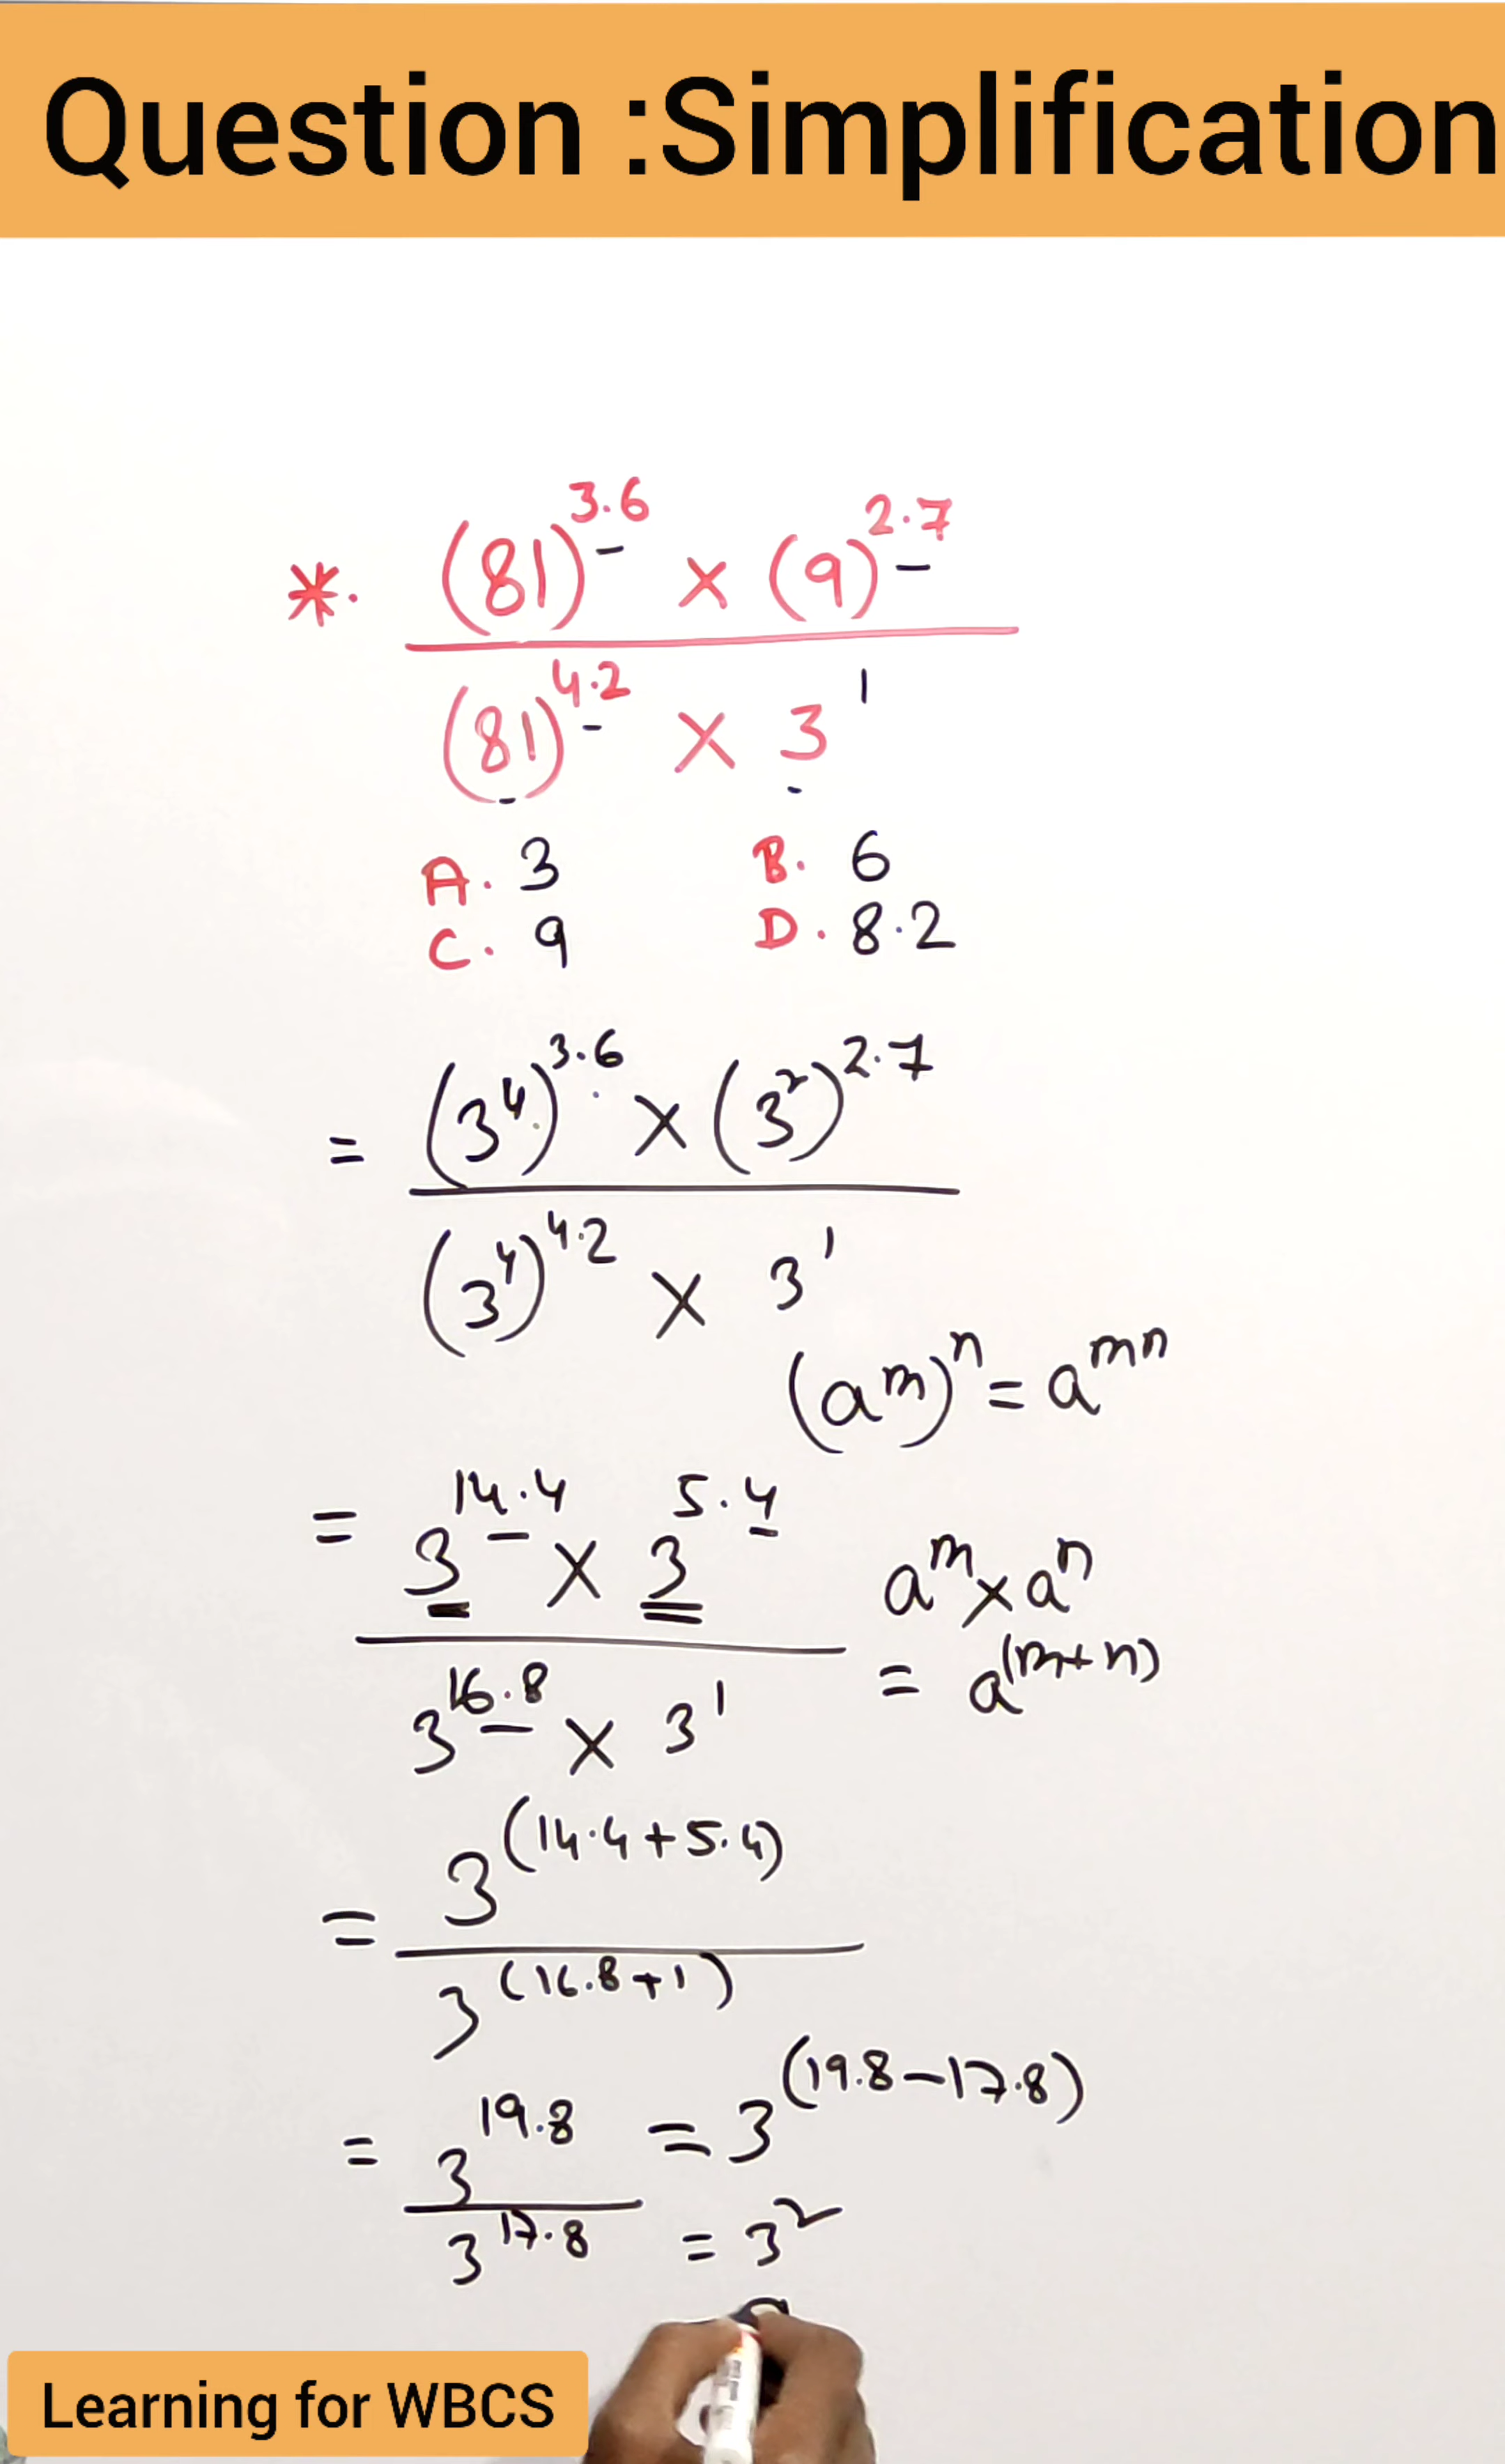 Question :Simplification
*. (81)^3.6 × (9)^2.7
(81)^4.2 × 3^1
A. 3 B. 6
C. 9 D. 8.2
= (3^4)^3.6 × (3^2)^2.7
(3^4)^4.2 × 3^1
(a^m)^n = a^mn
= 3^14.4 × 3^5.4 a^m × a^n
3^16.8 × 3^1 = a^(m+n)
= 3^(14.4+5.4)
3^(16.8+1)
= 3^19.8 = 3^(19.8-17.8)
3^17.8 = 3^2
Learning for WBCS